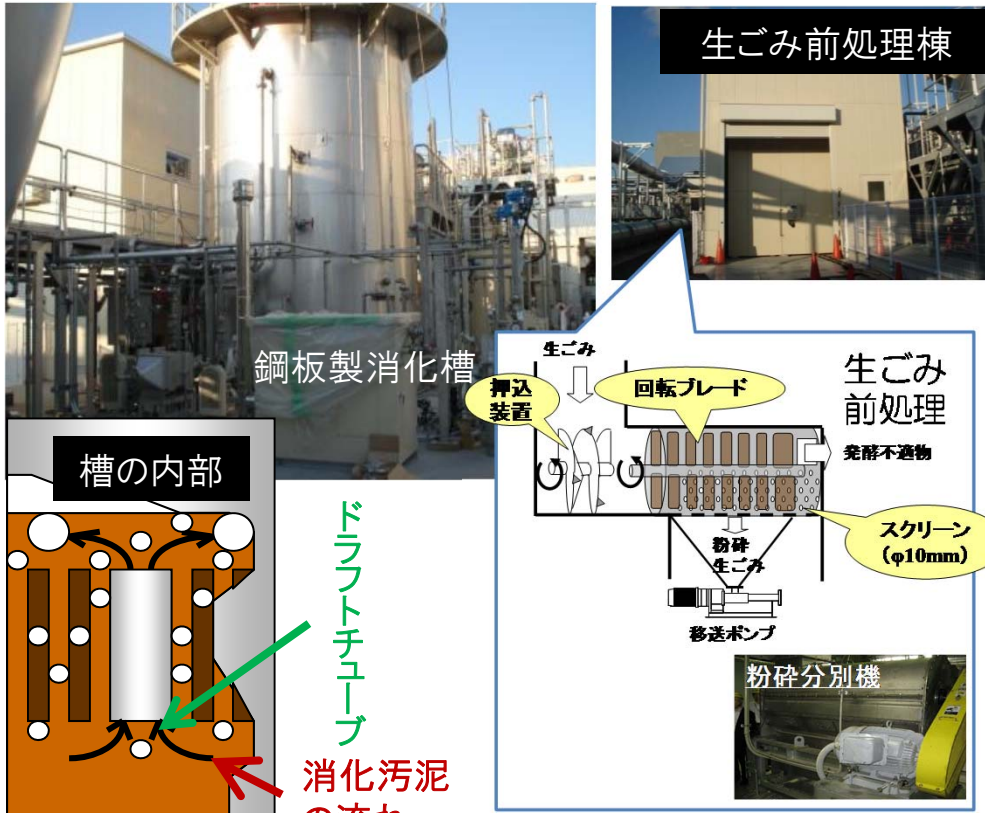 生ごみ前処理棟
鋼板製消化槽
生ごみ
押込
装置
回転ブレード
生ごみ
前処理
発酵不適物
スクリーン
(φ10mm)
粉砕
生ごみ
移送ポンプ
粉砕分別機
槽の内部
ドラフトチューブ
消化汚泥
の流れ